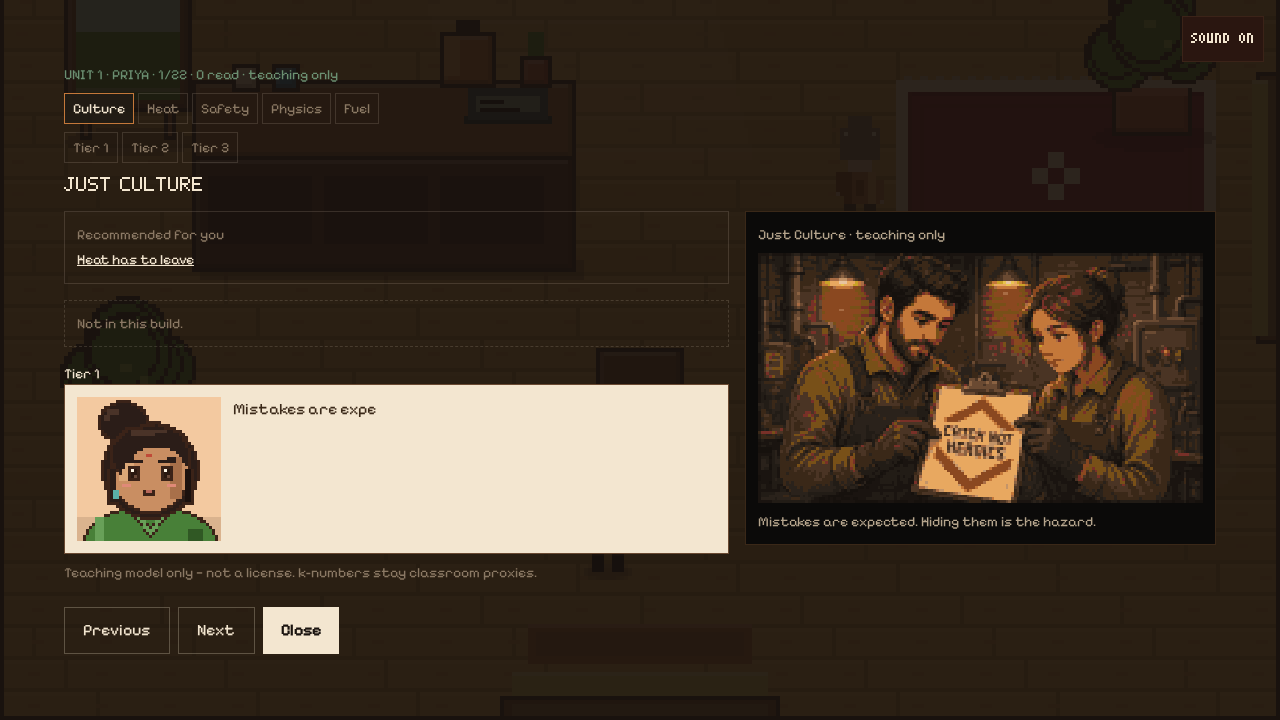 sound on
UNIT 1 · PRIYA · 1/22 · 0 read · teaching only
Culture Heat Safety Physics Fuel
Tier 1 Tier 2 Tier 3
JUST CULTURE
Recommended for you
Heat has to leave
Not in this build.
Tier 1
Mistakes are expe
Just Culture · teaching only
CATCH NOT
HEROICS
Mistakes are expected. Hiding them is the hazard.
Teaching model only – not a license. k-numbers stay classroom proxies.
Previous Next Close